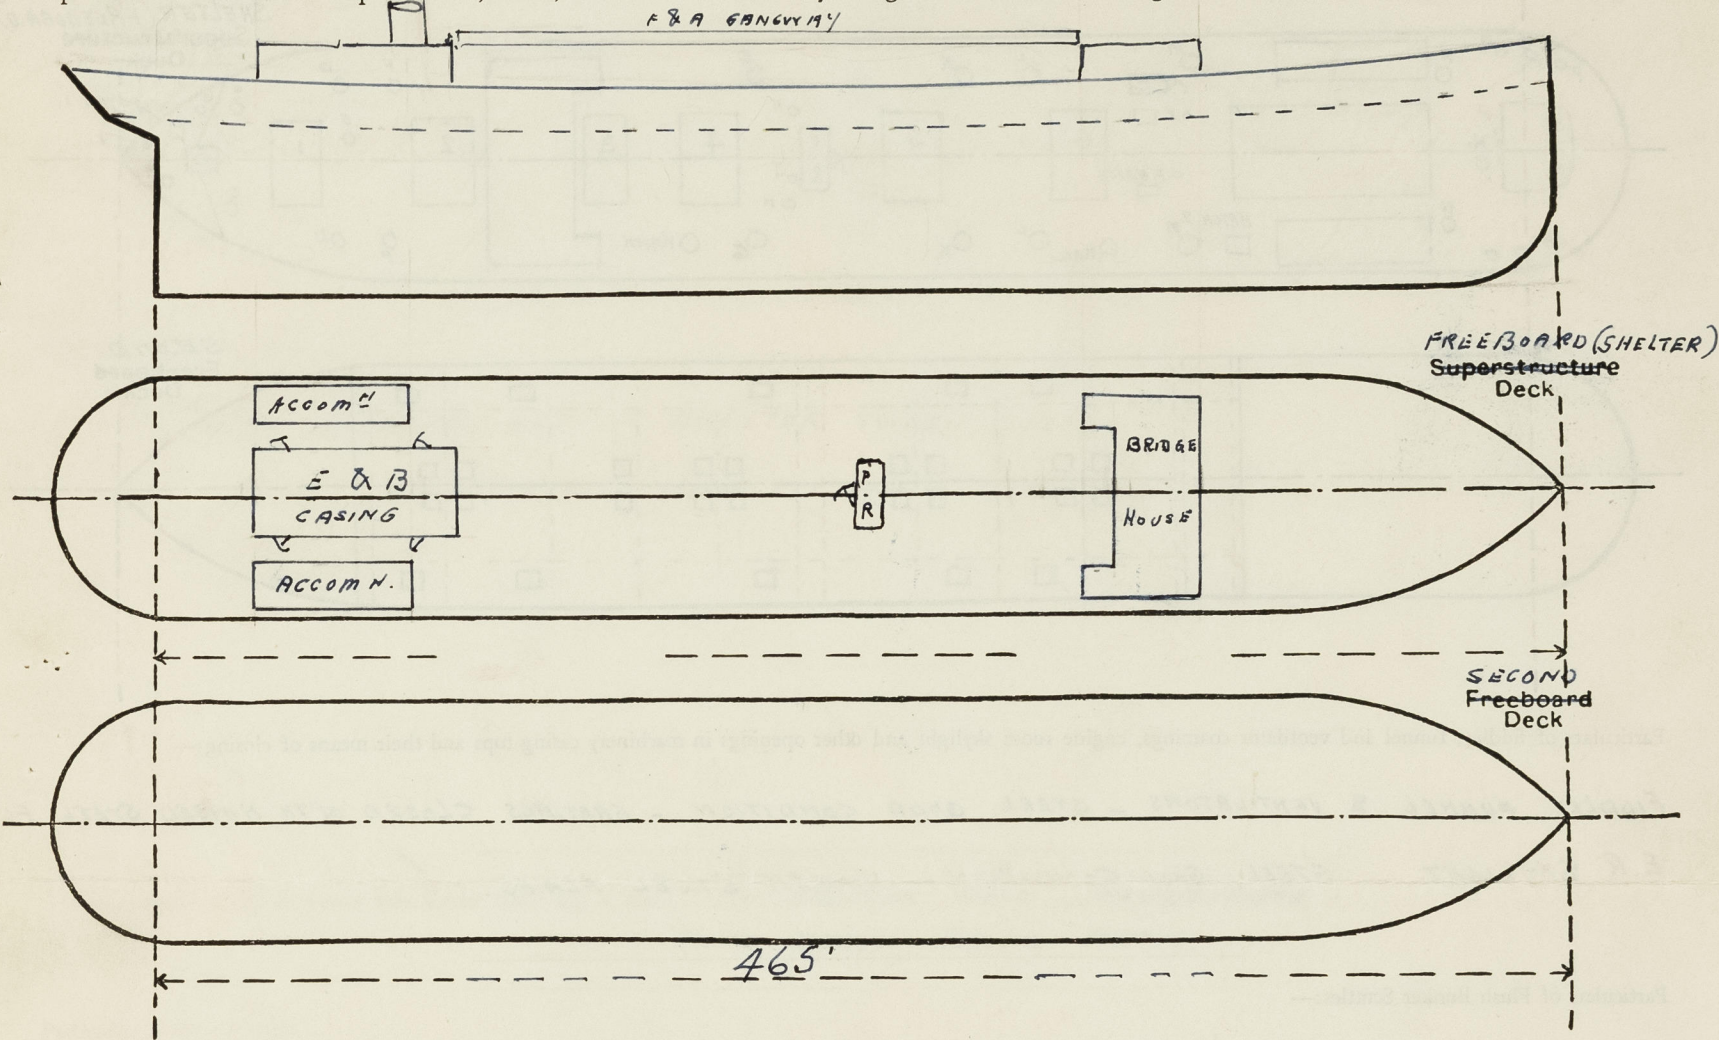 F & A GANGWAY
FREEBOARD (SHELTER)
Superstructure
Deck
ACCOMN
E & B
CASING
ACCOMN.
P
R
BRIDGE
HOUSE
SECOND
Freeboard
Deck
465'